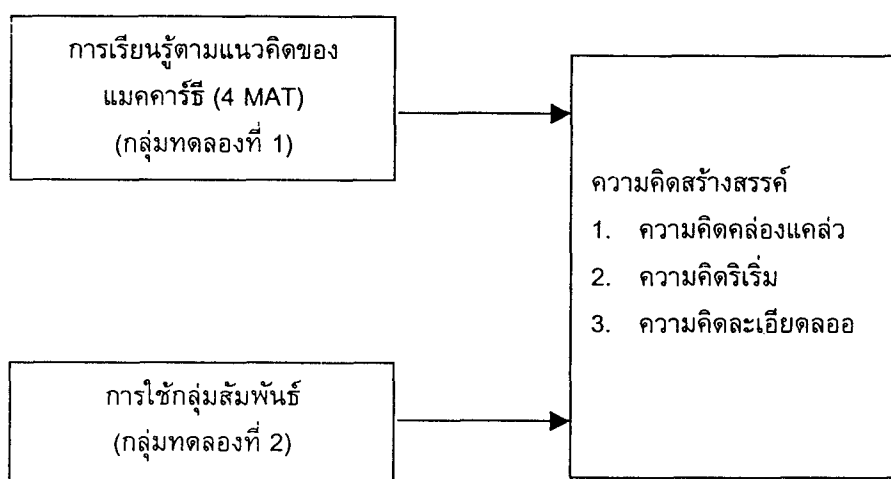 การเรียนรู้ตามแนวคิดของ
แมคคาร์ธี (4 MAT)
(กลุ่มทดลองที่ 1)
ความคิดสร้างสรรค์
1. ความคิดคล่องแคล่ว
2. ความคิดริเริ่ม
3. ความคิดละเอียดลออ
การใช้กลุ่มสัมพันธ์
(กลุ่มทดลองที่ 2)